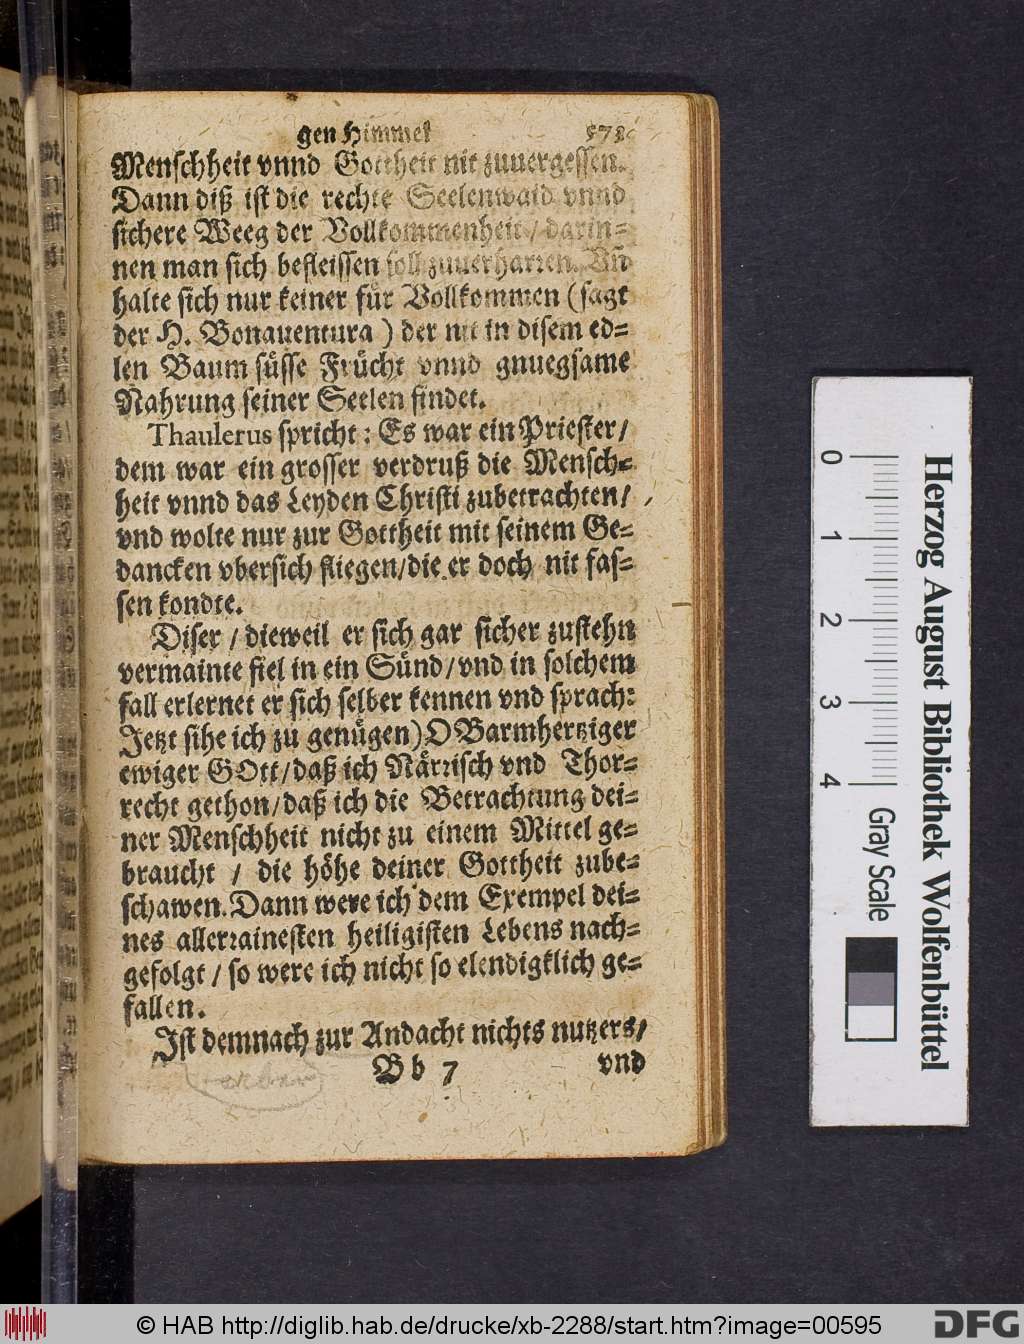 gen Himmel 573.
Menschheit vnnd Gottheit nit zuuergessen.
Dann diß ist die rechte Seelenwaid vnnd
sichere Weeg der Vollkommenheit / darin-
nen man sich befleissen soll zuuerharren. Vñ
halte sich nur keiner für Vollkommen (sagt
der H. Bonauentura) der nit in disem ed-
len Baum süsse Frücht vnnd gnuegsame
Nahrung seiner Seelen findet.
Thaulerus spricht: Es war ein Priester/
dem war ein grosser verdruß die Mensch-
heit vnnd das Leyden Christi zubetrachten/
vnd wolte nur zur Gottheit mit seinem Ge-
dancken vbersich fliegen/die er doch nit fas-
sen kondte.
Diser / dieweil er sich gar sicher zustehn
vermainte fiel in ein Sünd/vnd in solchem
fall erlernet er sich selber kennen vnd sprach:
Jetzt sihe ich zu genügen) O Barmhertziger
ewiger GOtt/daß ich Närrisch vnd Thor-
recht gethon/daß ich die Betrachtung dei-
ner Menschheit nicht zu einem Mittel ge-
braucht / die höhe deiner Gottheit zube-
schawen. Dann were ich dem Exempel dei-
nes allerrainesten heiligisten Lebens nach-
gefolgt/so were ich nicht so elendigklich ge-
fallen.
Ist demnach zur Andacht nichts nutzers/
Bb 7 vnd
0 1 2 3 4
Gray Scale
Herzog August Bibliothek Wolfenbüttel
© HAB http://diglib.hab.de/drucke/xb-2288/start.htm?image=00595
DFG